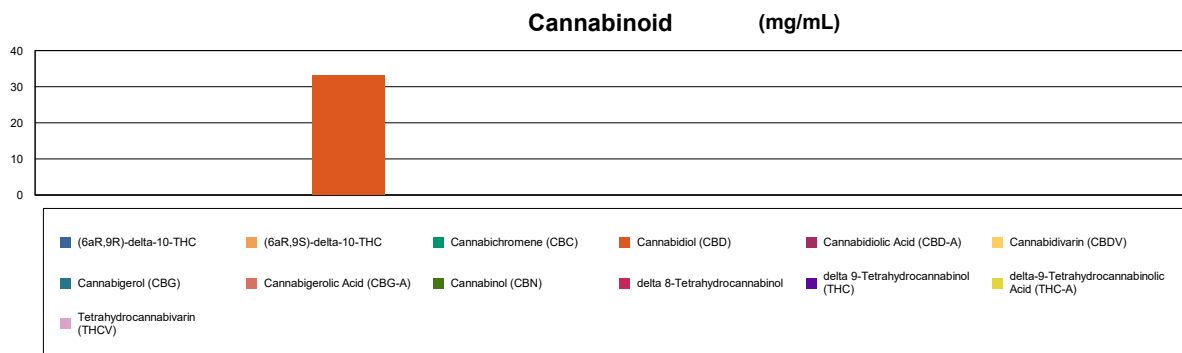 Cannabinoid (mg/mL)
40
30
20
10
0
(6aR,9R)-delta-10-THC
(6aR,9S)-delta-10-THC
Cannabichromene (CBC)
Cannabidiol (CBD)
Cannabidiolic Acid (CBD-A)
Cannabidivarin (CBDV)
Cannabigerol (CBG)
Cannabigerolic Acid (CBG-A)
Cannabinol (CBN)
delta 8-Tetrahydrocannabinol
delta 9-Tetrahydrocannabinol
(THC)
delta-9-Tetrahydrocannabinolic
Acid (THC-A)
Tetrahydrocannabivarin
(THCV)